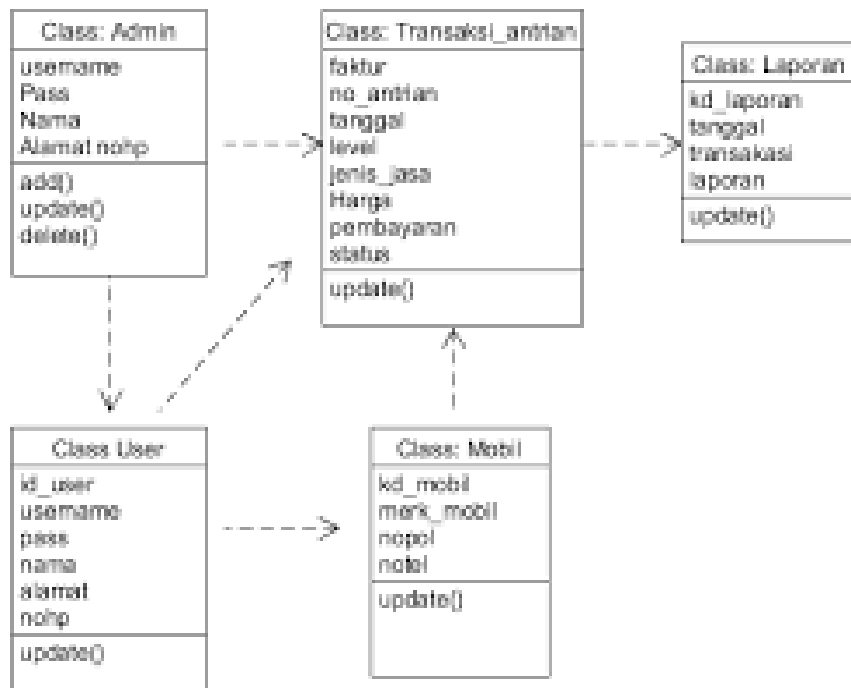 Class: Admin
username
Pass
Nama
Alamat nohp
add()
update()
delete()
Class: Transaksi_antrian
faktur
no_antrian
tanggal
level
jenis_jasa
Harga
pembayaran
status
update()
Class: Laporan
kd_laporan
tanggal
transakasi
laporan
update()
Class User
id_user
username
pass
nama
alamat
nohp
update()
Class: Mobil
kd_mobil
merk_mobil
nopol
notel
update()